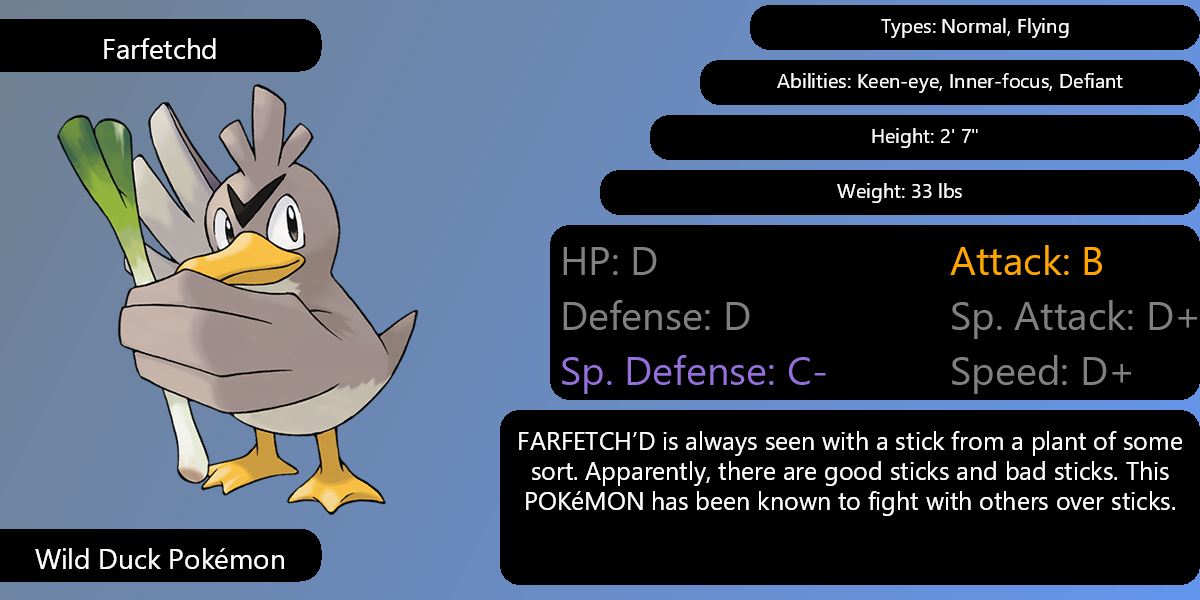 Farfetchd
Types: Normal, Flying
Abilities: Keen-eye, Inner-focus, Defiant
Height: 2' 7"
Weight: 33 lbs
HP: D
Attack: B
Defense: D
Sp. Attack: D+
Sp. Defense: C-
Speed: D+
FARFETCH’D is always seen with a stick from a plant of some
sort. Apparently, there are good sticks and bad sticks. This
POKéMON has been known to fight with others over sticks.
Wild Duck Pokémon